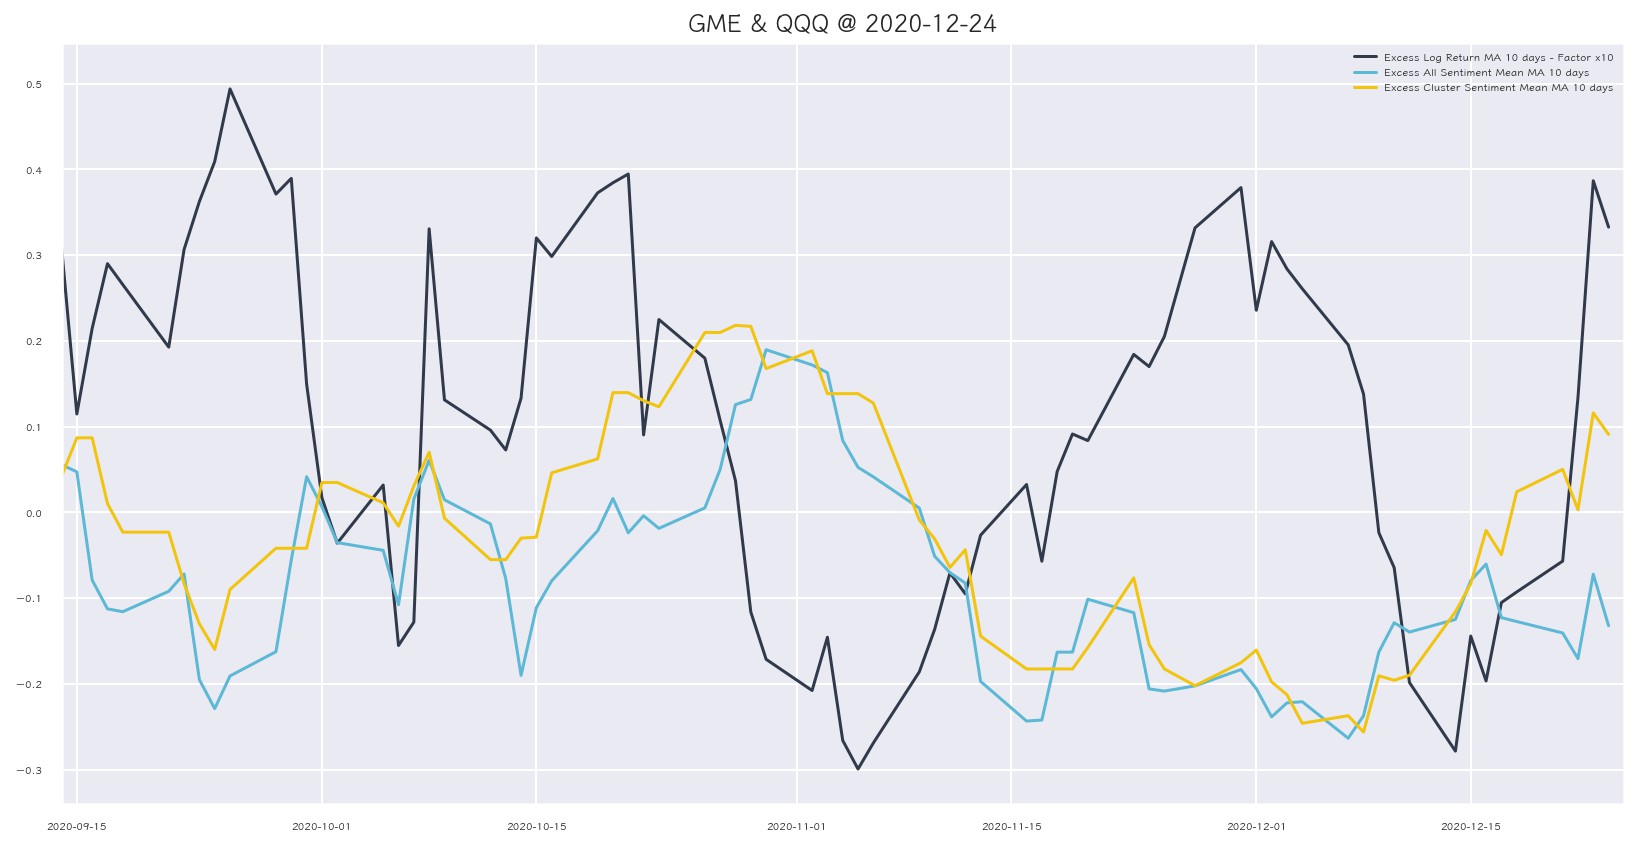 GME & QQQ @ 2020-12-24
Excess Log Return MA 10 days - Factor x10
Excess All Sentiment Mean MA 10 days
Excess Cluster Sentiment Mean MA 10 days
0.5
0.4
0.3
0.2
0.1
0.0
−0.1
−0.2
−0.3
2020-09-15 2020-10-01 2020-10-15 2020-11-01 2020-11-15 2020-12-01 2020-12-15